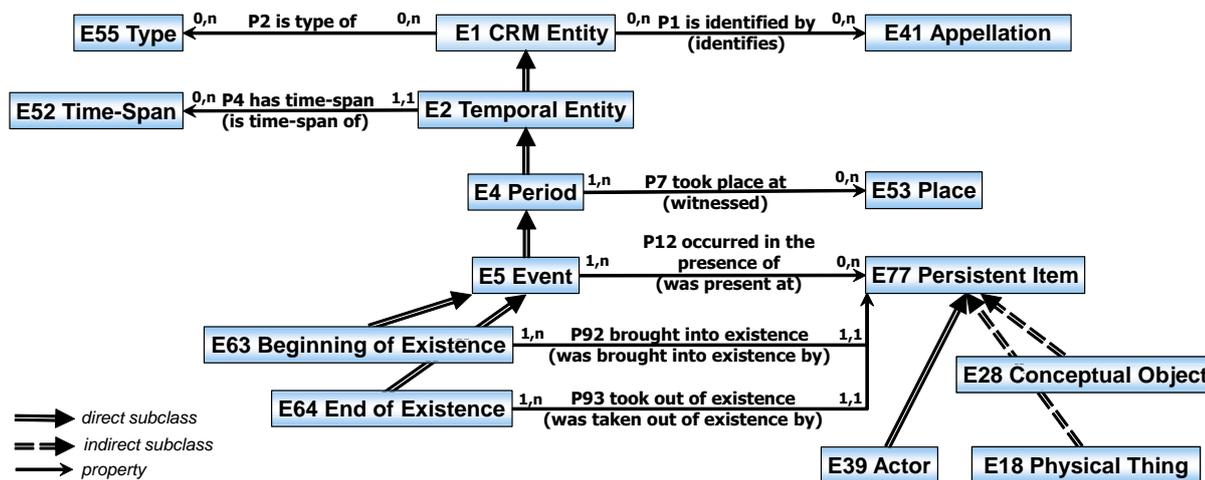 E55 Type
0,n P2 is type of 0,n
E1 CRM Entity
0,n P1 is identified by 0,n
(identifies)
E41 Appellation
E52 Time-Span
0,n P4 has time-span 1,1
(is time-span of)
E2 Temporal Entity
E4 Period
1,n P7 took place at 0,n
(witnessed)
E53 Place
E5 Event
P12 occurred in the
1,n presence of 0,n
(was present at)
E77 Persistent Item
E63 Beginning of Existence
1,n P92 brought into existence 1,1
(was brought into existence by)
E28 Conceptual Object
E64 End of Existence
1,n P93 took out of existence 1,1
(was taken out of existence by)
direct subclass
indirect subclass
property
E39 Actor
E18 Physical Thing